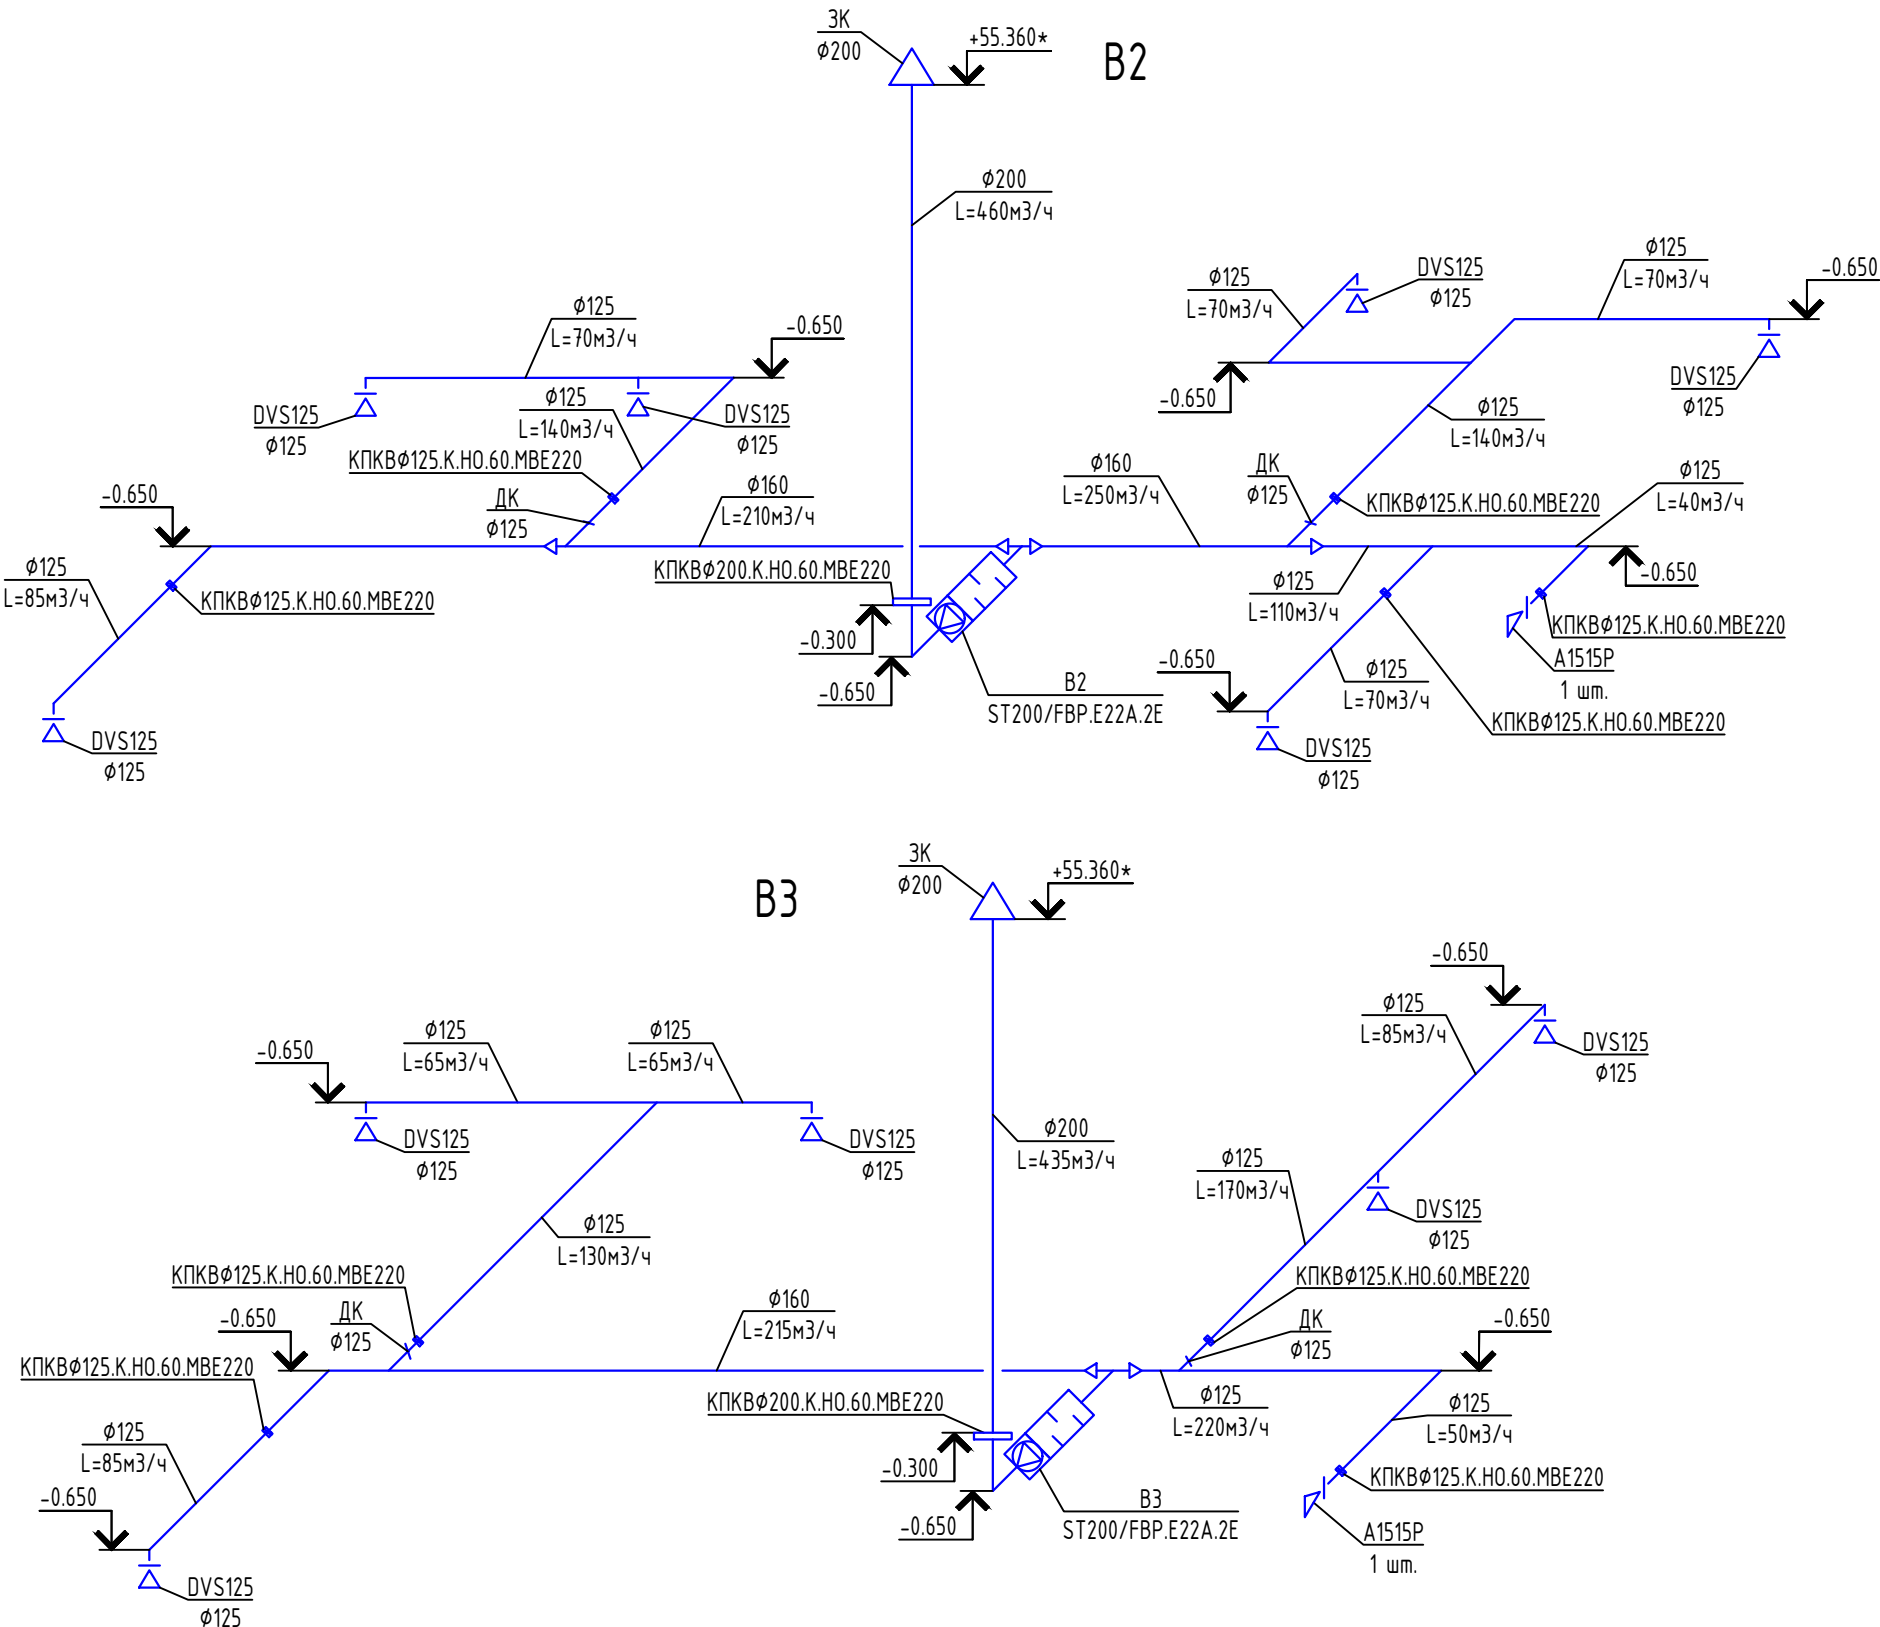 ЗК
ϕ200
+55.360*
В2
ϕ200
L=460м3/ч
ϕ125
L=70м3/ч
-0.650
DVS125
ϕ125
ϕ125
L=140м3/ч
DVS125
ϕ125
КПКВϕ125.К.НО.60.МВЕ220
ДК
ϕ125
ϕ160
L=210м3/ч
-0.650
ϕ125
L=85м3/ч
КПКВϕ125.К.НО.60.МВЕ220
DVS125
ϕ125
КПКВϕ200.К.НО.60.МВЕ220
-0.300
-0.650
В2
ST200/FBP.E22A.2E
ϕ125
L=70м3/ч
DVS125
ϕ125
ϕ125
L=70м3/ч
-0.650
-0.650
DVS125
ϕ125
ϕ125
L=140м3/ч
ϕ160
L=250м3/ч
ДК
ϕ125
КПКВϕ125.К.НО.60.МВЕ220
ϕ125
L=40м3/ч
ϕ125
L=110м3/ч
-0.650
КПКВϕ125.К.НО.60.МВЕ220
А1515Р
1 шт.
-0.650
ϕ125
L=70м3/ч
КПКВϕ125.К.НО.60.МВЕ220
DVS125
ϕ125
ЗК
ϕ200
+55.360*
В3
-0.650
ϕ125
L=65м3/ч
ϕ125
L=65м3/ч
DVS125
ϕ125
DVS125
ϕ125
ϕ200
L=435м3/ч
ϕ125
L=130м3/ч
КПКВϕ125.К.НО.60.МВЕ220
-0.650
ДК
ϕ125
ϕ160
L=215м3/ч
КПКВϕ125.К.НО.60.МВЕ220
ϕ125
L=85м3/ч
-0.650
DVS125
ϕ125
КПКВϕ200.К.НО.60.МВЕ220
-0.300
-0.650
В3
ST200/FBP.E22A.2E
-0.650
ϕ125
L=85м3/ч
DVS125
ϕ125
ϕ125
L=170м3/ч
DVS125
ϕ125
КПКВϕ125.К.НО.60.МВЕ220
ДК
ϕ125
-0.650
ϕ125
L=220м3/ч
ϕ125
L=50м3/ч
КПКВϕ125.К.НО.60.МВЕ220
А1515Р
1 шт.